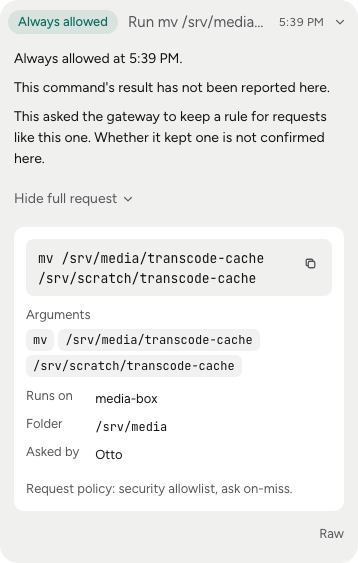 Always allowed Run mv /srv/media... 5:39 PM
Always allowed at 5:39 PM.
This command's result has not been reported here.
This asked the gateway to keep a rule for requests
like this one. Whether it kept one is not confirmed
here.
Hide full request
mv /srv/media/transcode-cache
/srv/scratch/transcode-cache
Arguments
mv /srv/media/transcode-cache
/srv/scratch/transcode-cache
Runs on media-box
Folder /srv/media
Asked by Otto
Request policy: security allowlist, ask on-miss.
Raw